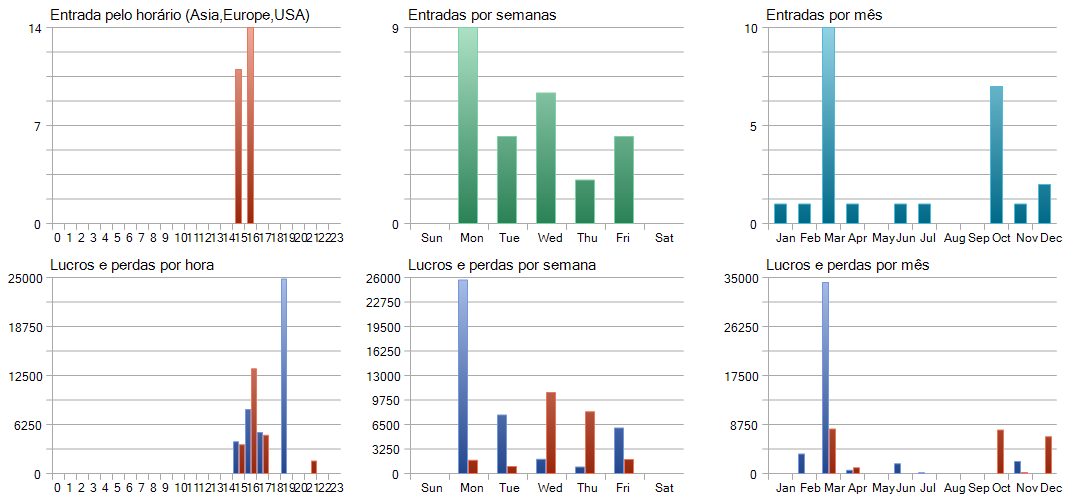 Entrada pelo horário (Asia,Europe,USA)
14
7
0
0 1 2 3 4 5 6 7 8 9 10 11 12 13 14 15 16 17 18 19 20 21 22 23
Entradas por semanas
9
0
Sun Mon Tue Wed Thu Fri Sat
Entradas por mês
10
5
0
Jan Feb Mar Apr May Jun Jul Aug Sep Oct Nov Dec
Lucros e perdas por hora
25000
18750
12500
6250
0
0 1 2 3 4 5 6 7 8 9 10 11 12 13 14 15 16 17 18 19 20 21 22 23
Lucros e perdas por semana
26000
22750
19500
16250
13000
9750
6500
3250
0
Sun Mon Tue Wed Thu Fri Sat
Lucros e perdas por mês
35000
26250
17500
8750
0
Jan Feb Mar Apr May Jun Jul Aug Sep Oct Nov Dec